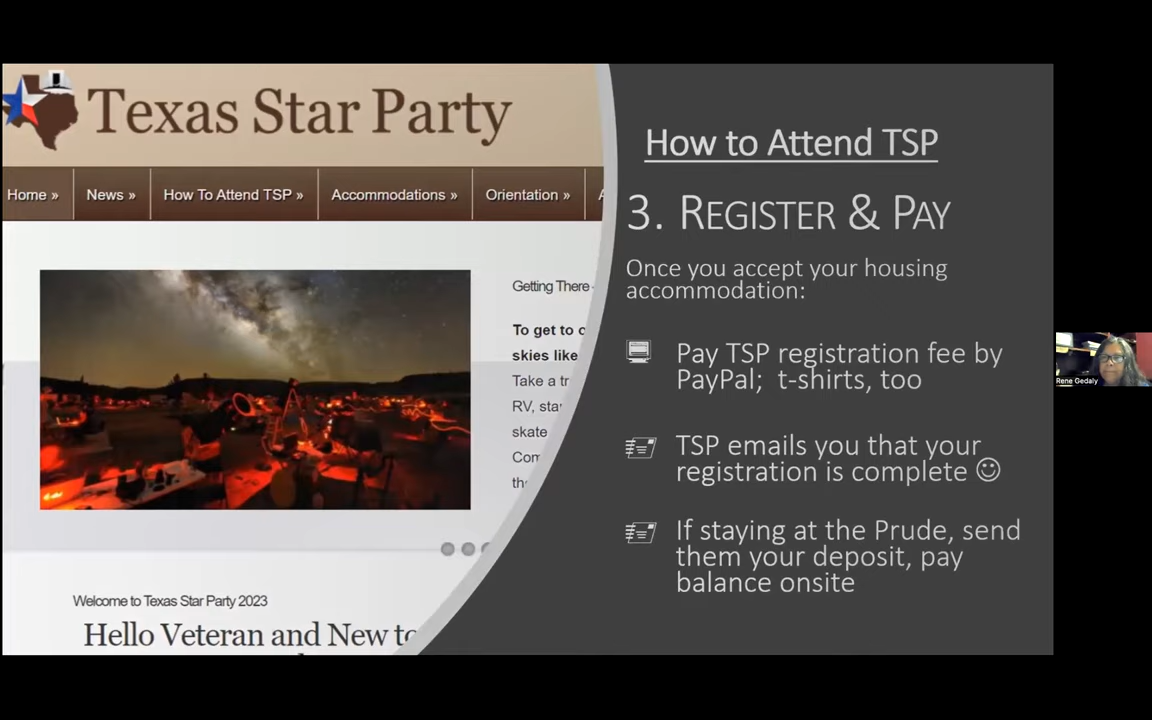 Texas Star Party
Home »
News »
How To Attend TSP »
Accommodations »
Orientation »
Getting There
To get to
skies like
Take a tr
RV, sta
skate
Com
Welcome to Texas Star Party 2023
Hello Veteran and New to
How to Attend TSP
3. REGISTER & PAY
Once you accept your housing
accommodation:
Pay TSP registration fee by
PayPal; t-shirts, too
TSP emails you that your
registration is complete ☺
If staying at the Prude, send
them your deposit, pay
balance onsite
Rene Gedaly